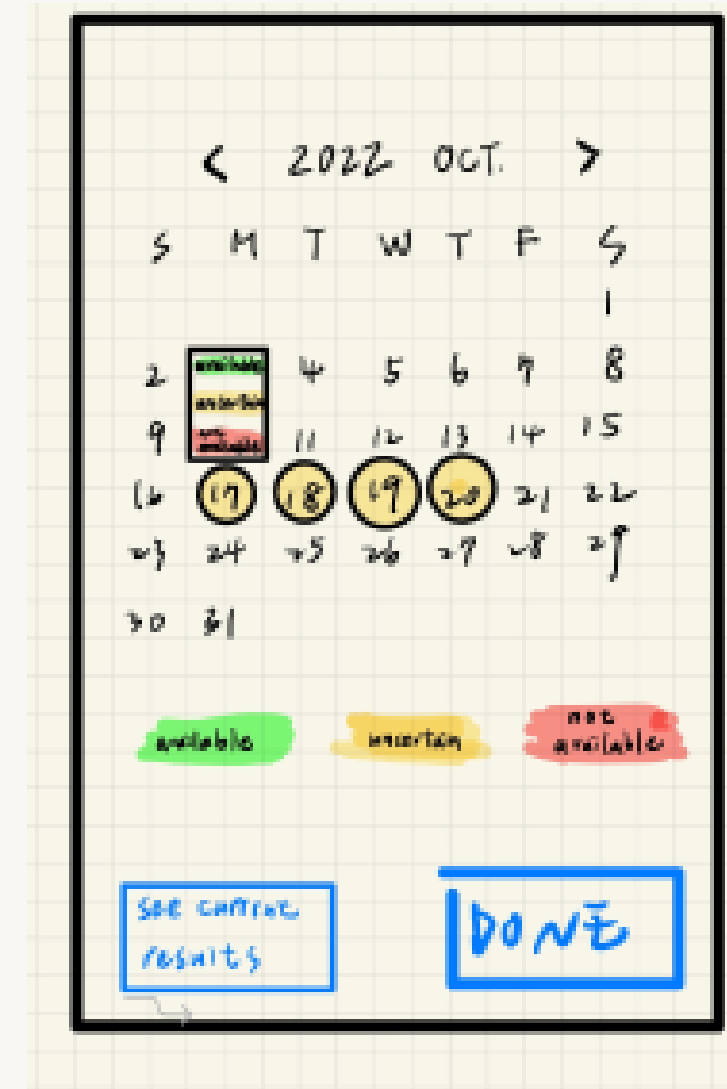 < 2022 OCT. >
S M T W T F S
1
2 4 5 6 7 8
available
uncertain
not
available
9 11 12 13 14 15
16 17 18 19 20 21 22
23 24 25 26 27 28 29
30 31
available uncertain not
available
see current
results
DONE